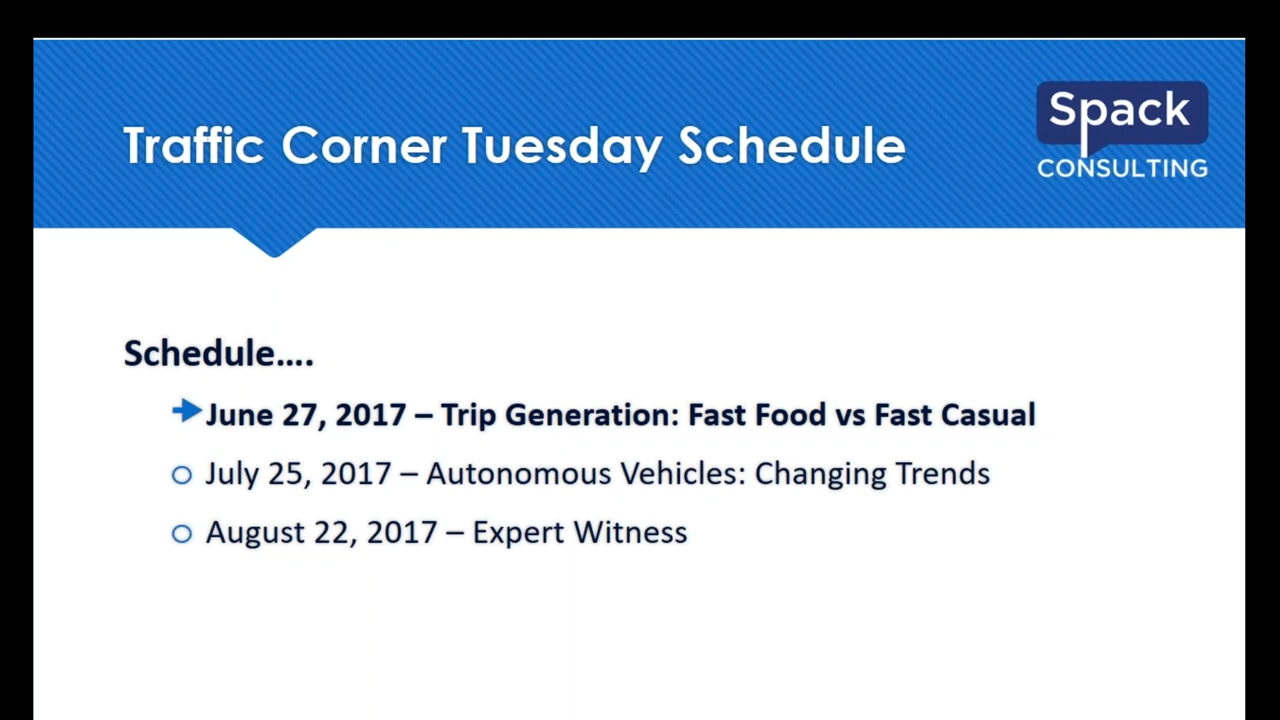 Traffic Corner Tuesday Schedule
Spack
CONSULTING
Schedule....
June 27, 2017 – Trip Generation: Fast Food vs Fast Casual
July 25, 2017 – Autonomous Vehicles: Changing Trends
August 22, 2017 – Expert Witness